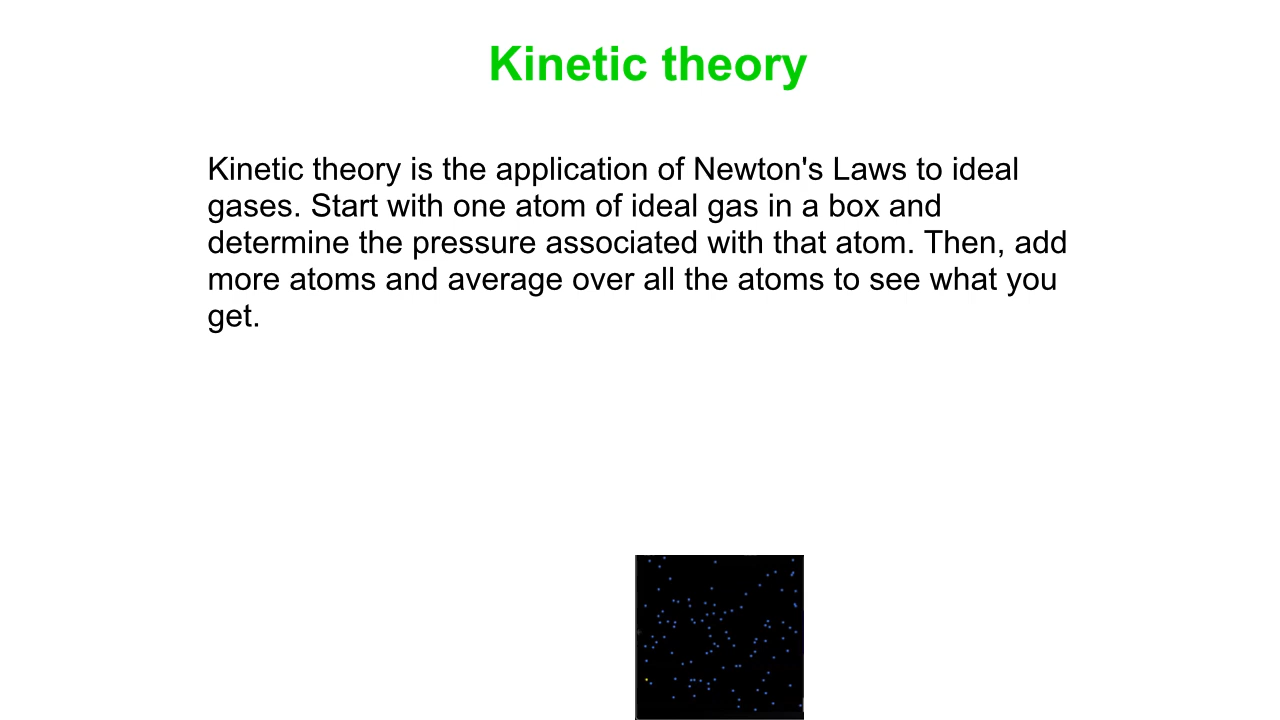 Kinetic theory
Kinetic theory is the application of Newton's Laws to ideal
gases. Start with one atom of ideal gas in a box and
determine the pressure associated with that atom. Then, add
more atoms and average over all the atoms to see what you
get.